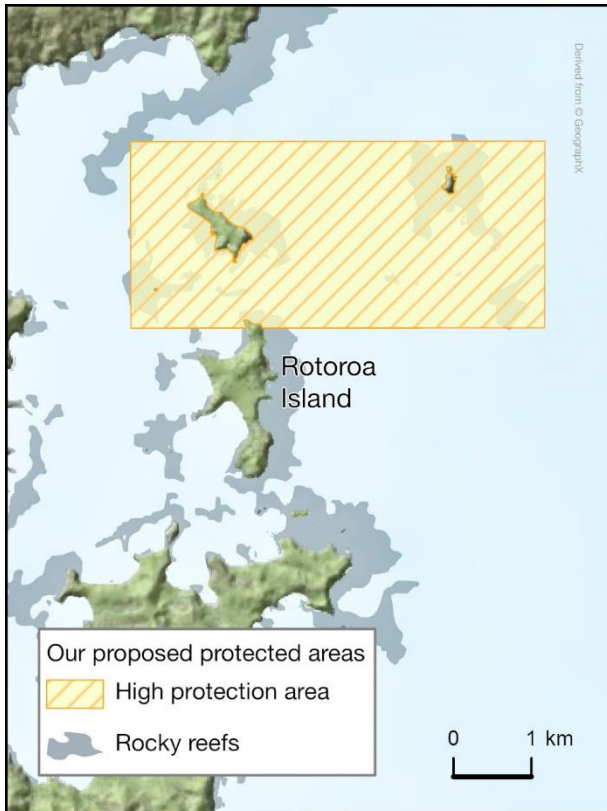 Derived from © GeographX
Rotoroa
Island
Our proposed protected areas
High protection area
Rocky reefs
0 1 km